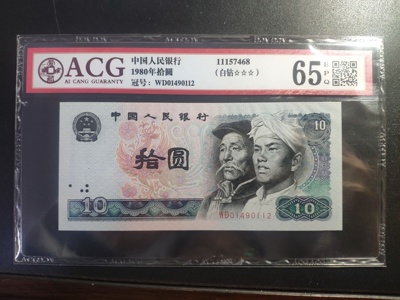 ACG
AI CANG GUARANTY
中国人民银行
1980年拾圆
冠号: WD01490112
11157468
(白钻☆☆☆)
65 EPQ
中国人民银行
10
拾圆
10
WD01490112
10